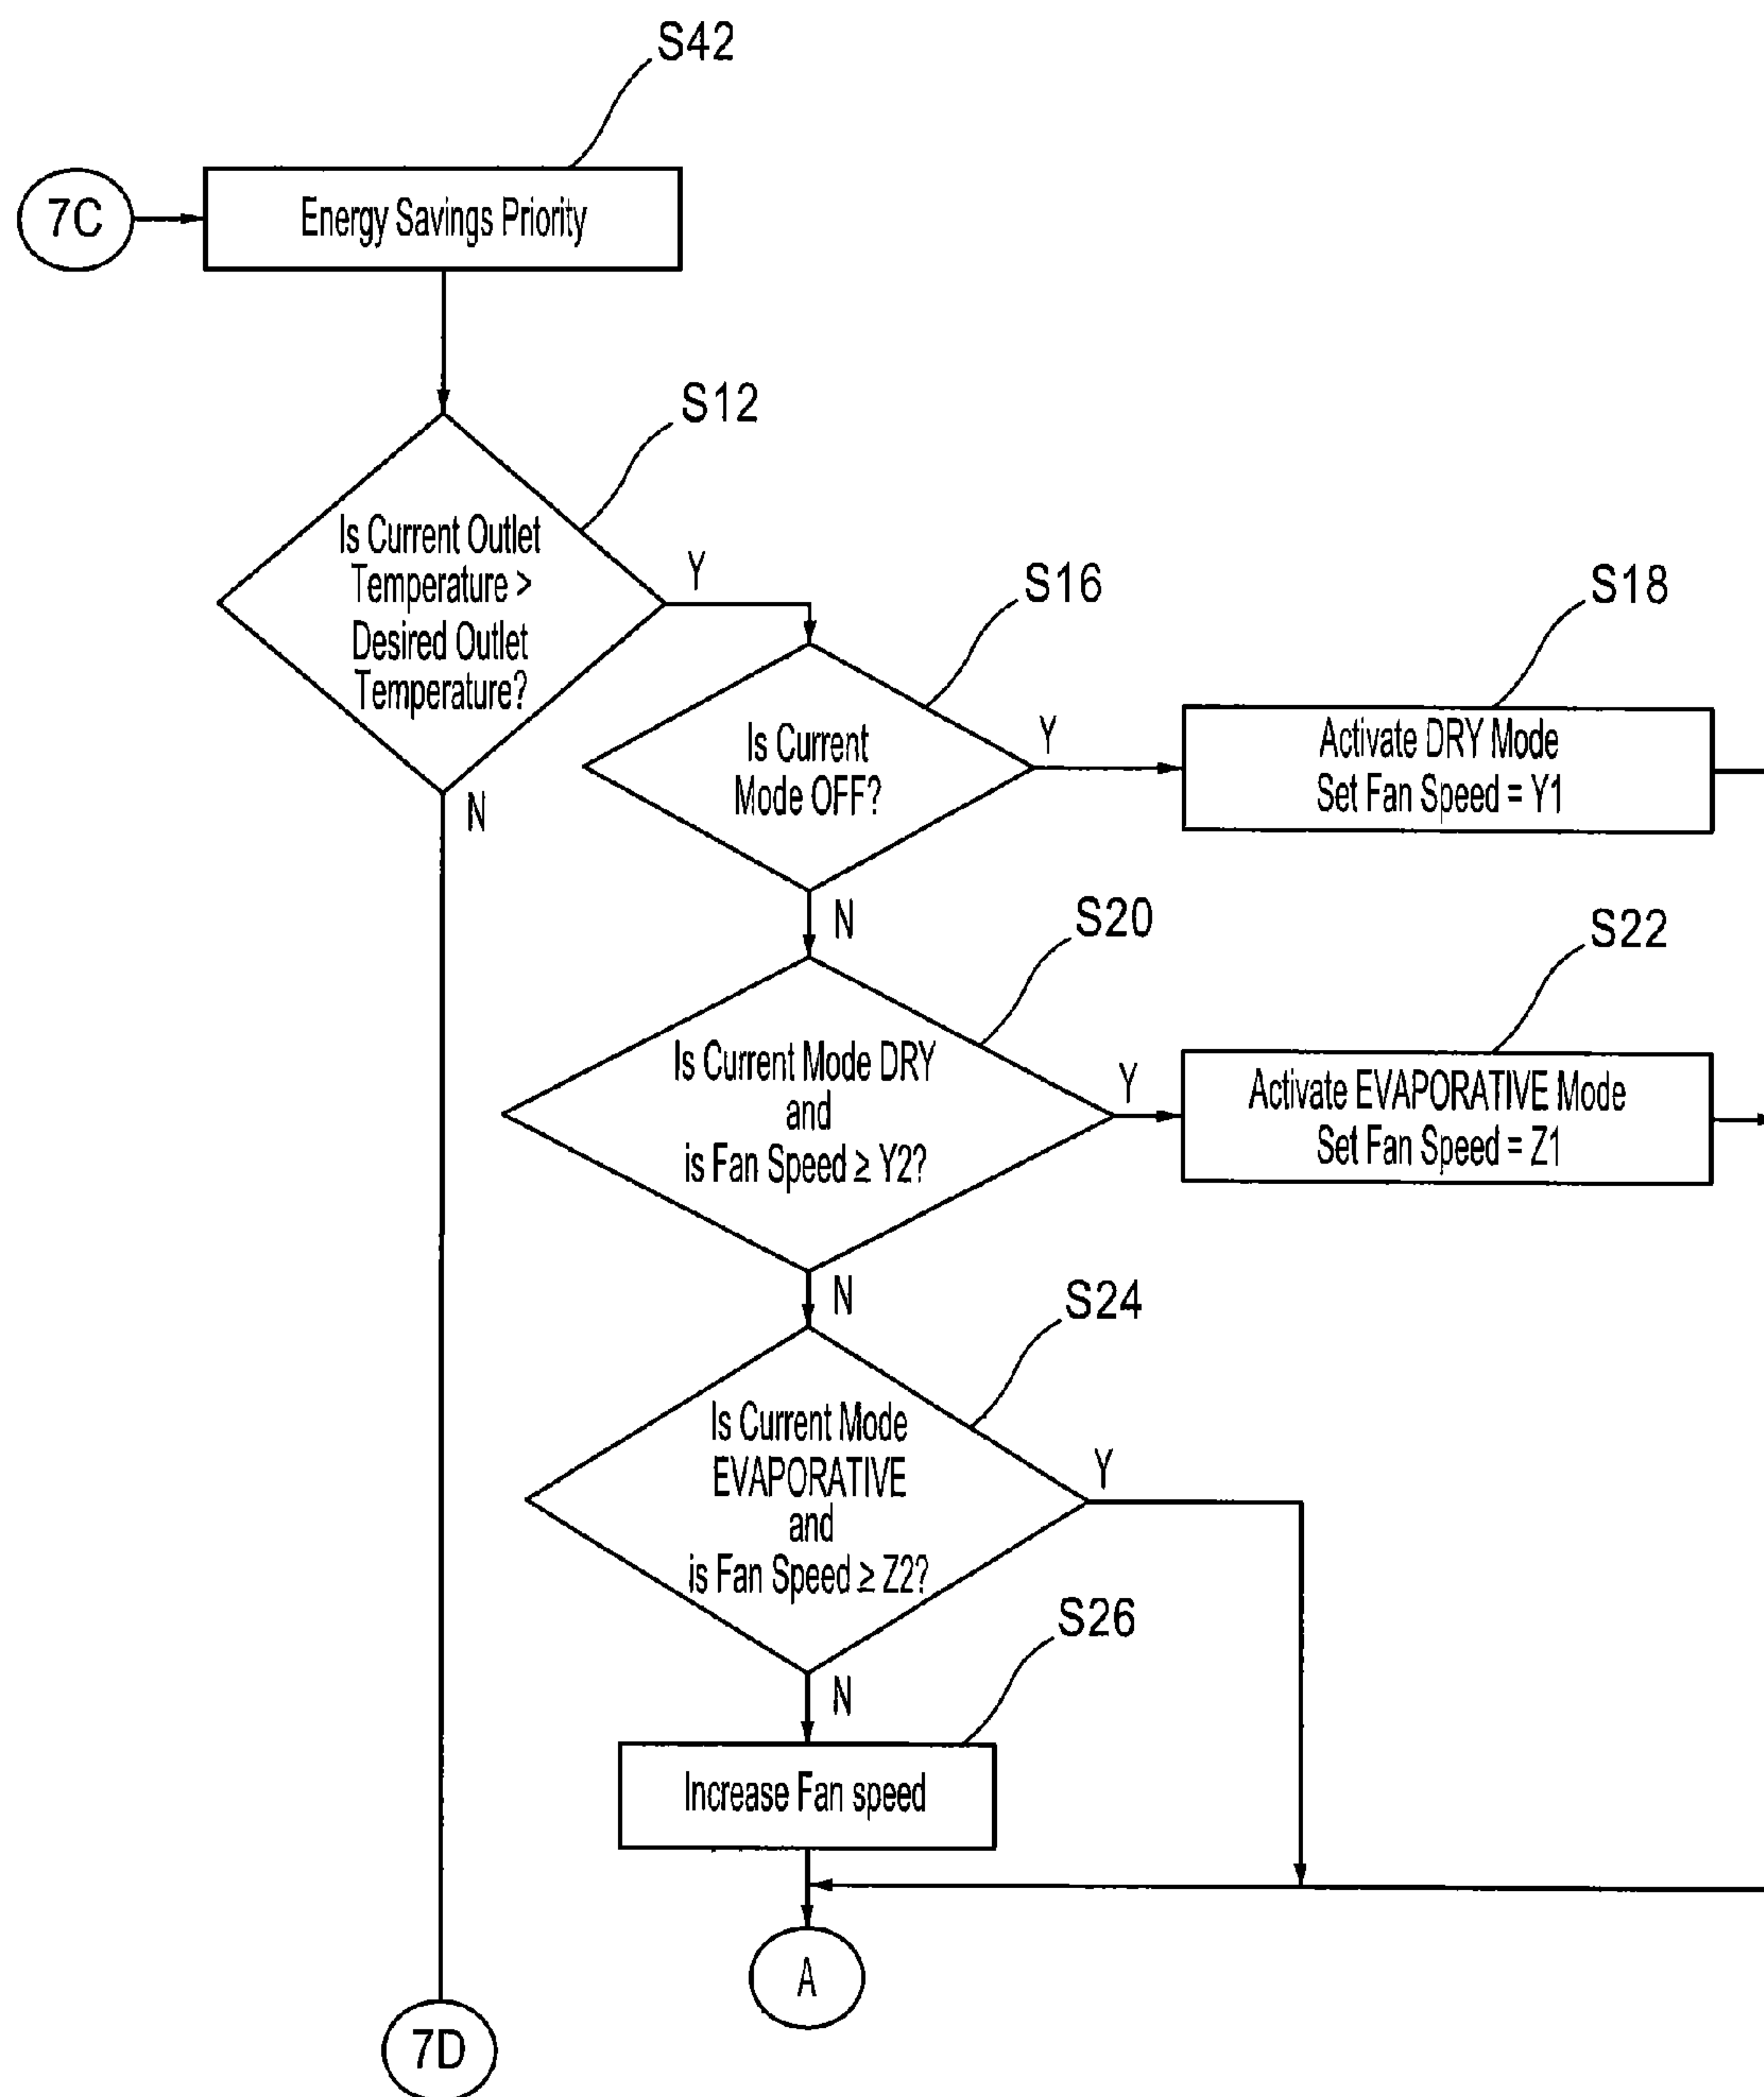 S42
7C
Energy Savings Priority
S12
Is Current Outlet
Temperature >
Desired Outlet
Temperature?
Y
N
S16
Is Current
Mode OFF?
Y
N
S18
Activate DRY Mode
Set Fan Speed = Y1
S20
Is Current Mode DRY
and
is Fan Speed ≥ Y2?
Y
N
S22
Activate EVAPORATIVE Mode
Set Fan Speed = Z1
S24
Is Current Mode
EVAPORATIVE
and
is Fan Speed ≥ Z2?
Y
N
S26
Increase Fan speed
A
7D